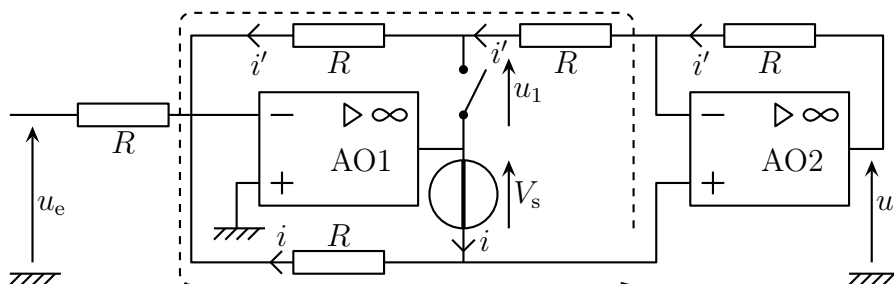 R R R
i' i' i'
u₁
− ▷ ∞ − ▷ ∞
R
AO1 AO2
+ +
uₑ Vₛ u
i R i